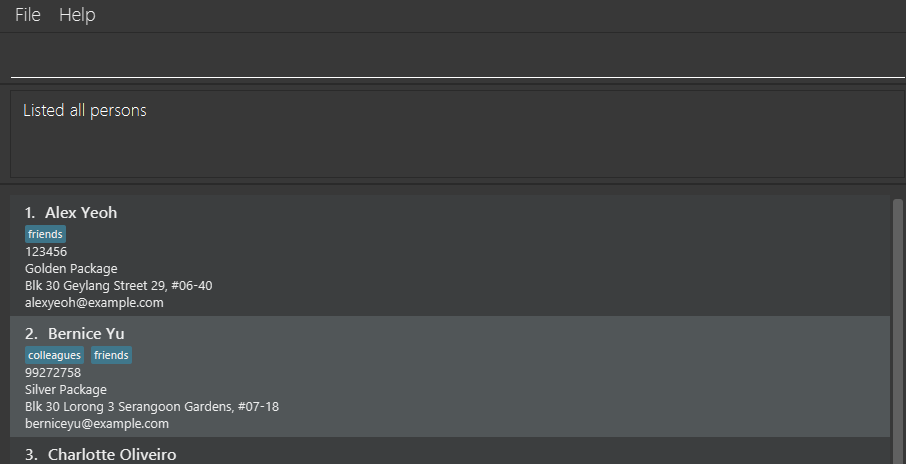 File Help
Listed all persons
1. Alex Yeoh
friends
123456
Golden Package
Blk 30 Geylang Street 29, #06-40
alexyeoh@example.com
2. Bernice Yu
colleagues friends
99272758
Silver Package
Blk 30 Lorong 3 Serangoon Gardens, #07-18
berniceyu@example.com
3. Charlotte Oliveiro